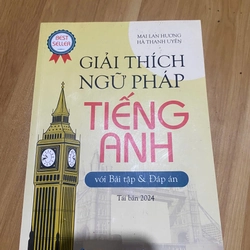 MAI LAN HƯƠNG
HÀ THANH UYÊN
BEST
SELLER
GIẢI THÍCH
NGỮ PHÁP
TIẾNG
ANH
với Bài tập & Đáp án
Tái bản 2024